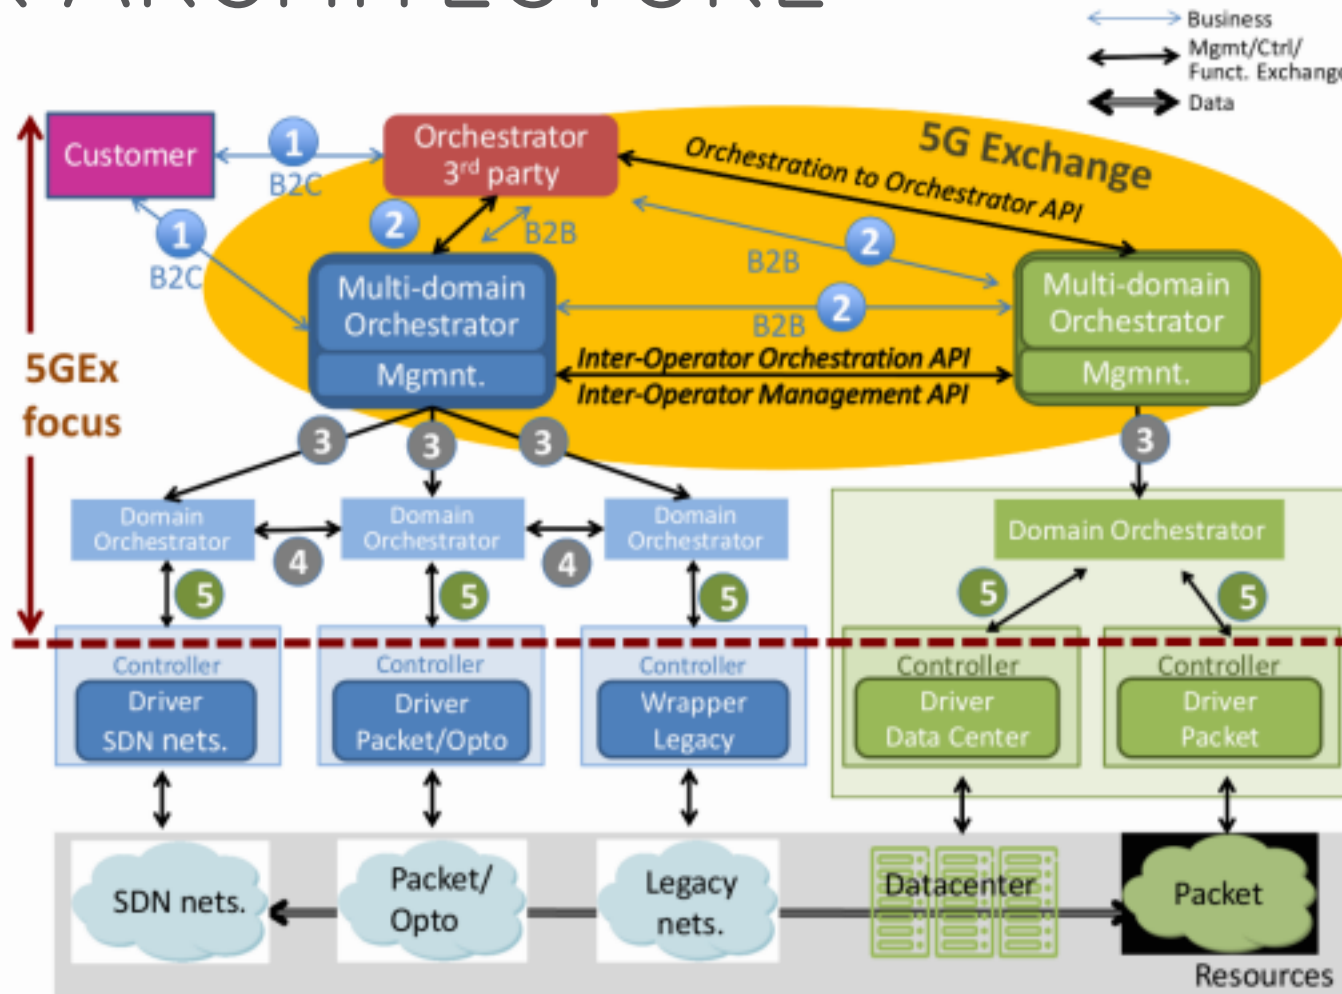 ARCHITECTURE
Business
Mgmt/Ctrl/
Funct. Exchange
Data
5G Exchange
Customer
1
B2C
Orchestrator
3rd party
Orchestration to Orchestrator API
1
B2C
2
B2B
2
B2B
Multi-domain
Orchestrator
Mgmnt.
2
B2B
Inter-Operator Orchestration API
Inter-Operator Management API
Multi-domain
Orchestrator
Mgmnt.
5GEx
focus
3
3
3
3
Domain
Orchestrator
4
Domain
Orchestrator
4
Domain
Orchestrator
Domain Orchestrator
5
5
5
5
5
Controller
Driver
SDN nets.
Controller
Driver
Packet/Opto
Controller
Wrapper
Legacy
Controller
Driver
Data Center
Controller
Driver
Packet
SDN nets.
Packet/
Opto
Legacy
nets.
Datacenter
Packet
Resources